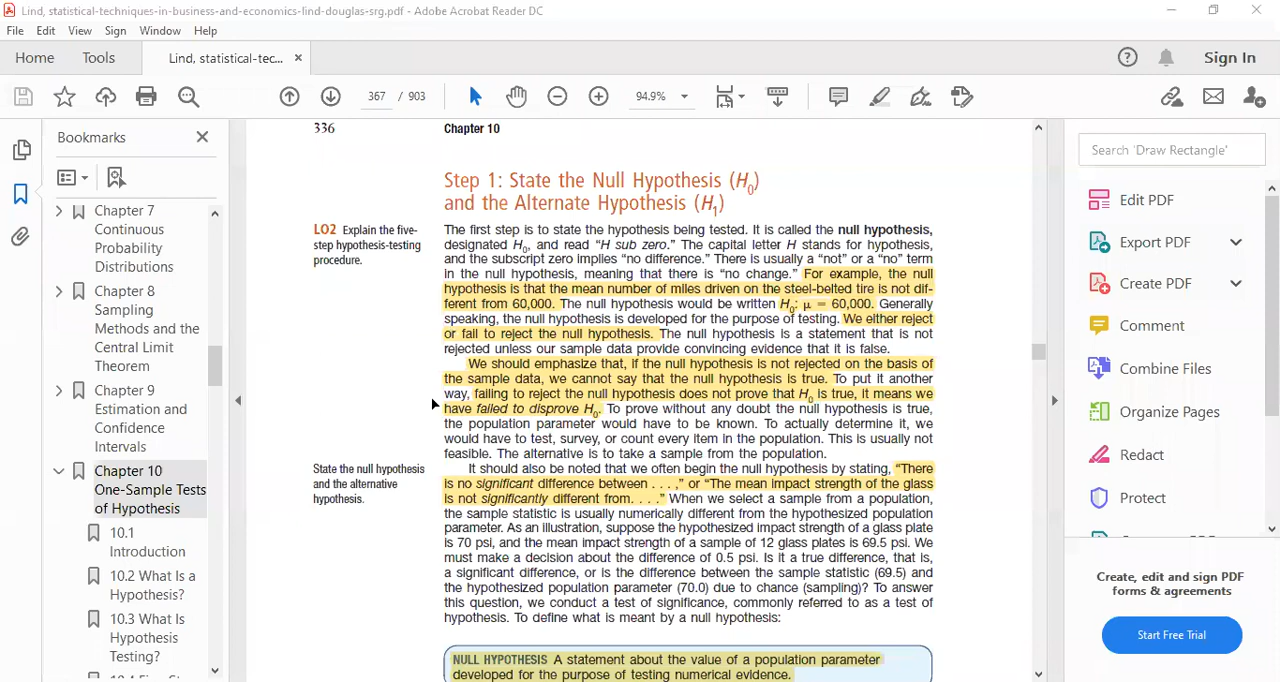 Lind, statistical-techniques-in-business-and-economics-lind-douglas-srg.pdf - Adobe Acrobat Reader DC
File Edit View Sign Window Help
Home Tools Lind, statistical-tec... × Sign In
367 / 903 94.9%
Bookmarks
Chapter 7
Continuous
Probability
Distributions
Chapter 8
Sampling
Methods and the
Central Limit
Theorem
Chapter 9
Estimation and
Confidence
Intervals
Chapter 10
One-Sample Tests
of Hypothesis
10.1
Introduction
10.2 What Is a
Hypothesis?
10.3 What Is
Hypothesis
Testing?
336 Chapter 10
Step 1: State the Null Hypothesis (H0)
and the Alternate Hypothesis (H1)
LO2 Explain the five-
step hypothesis-testing
procedure.
The first step is to state the hypothesis being tested. It is called the null hypothesis,
designated H0, and read “H sub zero.” The capital letter H stands for hypothesis,
and the subscript zero implies “no difference.” There is usually a “not” or a “no” term
in the null hypothesis, meaning that there is “no change.” For example, the null
hypothesis is that the mean number of miles driven on the steel-belted tire is not dif-
ferent from 60,000. The null hypothesis would be written H0: μ = 60,000. Generally
speaking, the null hypothesis is developed for the purpose of testing. We either reject
or fail to reject the null hypothesis. The null hypothesis is a statement that is not
rejected unless our sample data provide convincing evidence that it is false.
We should emphasize that, if the null hypothesis is not rejected on the basis of
the sample data, we cannot say that the null hypothesis is true. To put it another
way, failing to reject the null hypothesis does not prove that H0 is true, it means we
have failed to disprove H0. To prove without any doubt the null hypothesis is true,
the population parameter would have to be known. To actually determine it, we
would have to test, survey, or count every item in the population. This is usually not
feasible. The alternative is to take a sample from the population.
State the null hypothesis
and the alternative
hypothesis.
It should also be noted that we often begin the null hypothesis by stating, “There
is no significant difference between . . . .,” or “The mean impact strength of the glass
is not significantly different from. . . .” When we select a sample from a population,
the sample statistic is usually numerically different from the hypothesized population
parameter. As an illustration, suppose the hypothesized impact strength of a glass plate
is 70 psi, and the mean impact strength of a sample of 12 glass plates is 69.5 psi. We
must make a decision about the difference of 0.5 psi. Is it a true difference, that is,
a significant difference, or is the difference between the sample statistic (69.5) and
the hypothesized population parameter (70.0) due to chance (sampling)? To answer
this question, we conduct a test of significance, commonly referred to as a test of
hypothesis. To define what is meant by a null hypothesis:
NULL HYPOTHESIS A statement about the value of a population parameter
developed for the purpose of testing numerical evidence.
Search 'Draw Rectangle'
Edit PDF
Export PDF
Create PDF
Comment
Combine Files
Organize Pages
Redact
Protect
Create, edit and sign PDF
forms & agreements
Start Free Trial